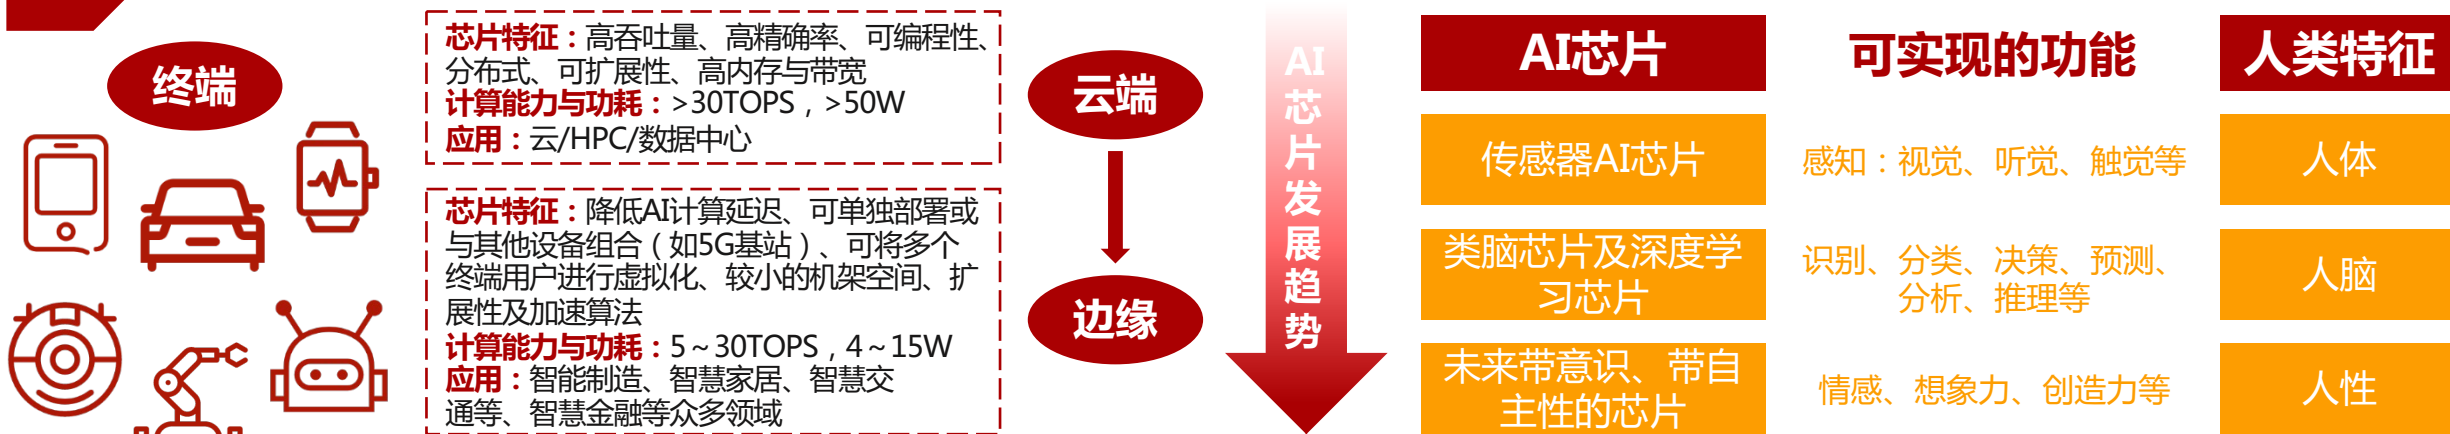 终端
芯片特征：高吞吐量、高精确率、可编程性、
分布式、可扩展性、高内存与带宽
计算能力与功耗：>30TOPS，>50W
应用：云/HPC/数据中心
芯片特征：降低AI计算延迟、可单独部署或
与其他设备组合（如5G基站）、可将多个
终端用户进行虚拟化、较小的机架空间、扩
展性及加速算法
计算能力与功耗：5～30TOPS，4～15W
应用：智能制造、智慧家居、智慧交
通等、智慧金融等众多领域
云端
边缘
AI
芯
片
发
展
趋
势
AI芯片
可实现的功能
人类特征
传感器AI芯片
感知：视觉、听觉、触觉等
人体
类脑芯片及深度学
习芯片
识别、分类、决策、预测、
分析、推理等
人脑
未来带意识、带自
主性的芯片
情感、想象力、创造力等
人性